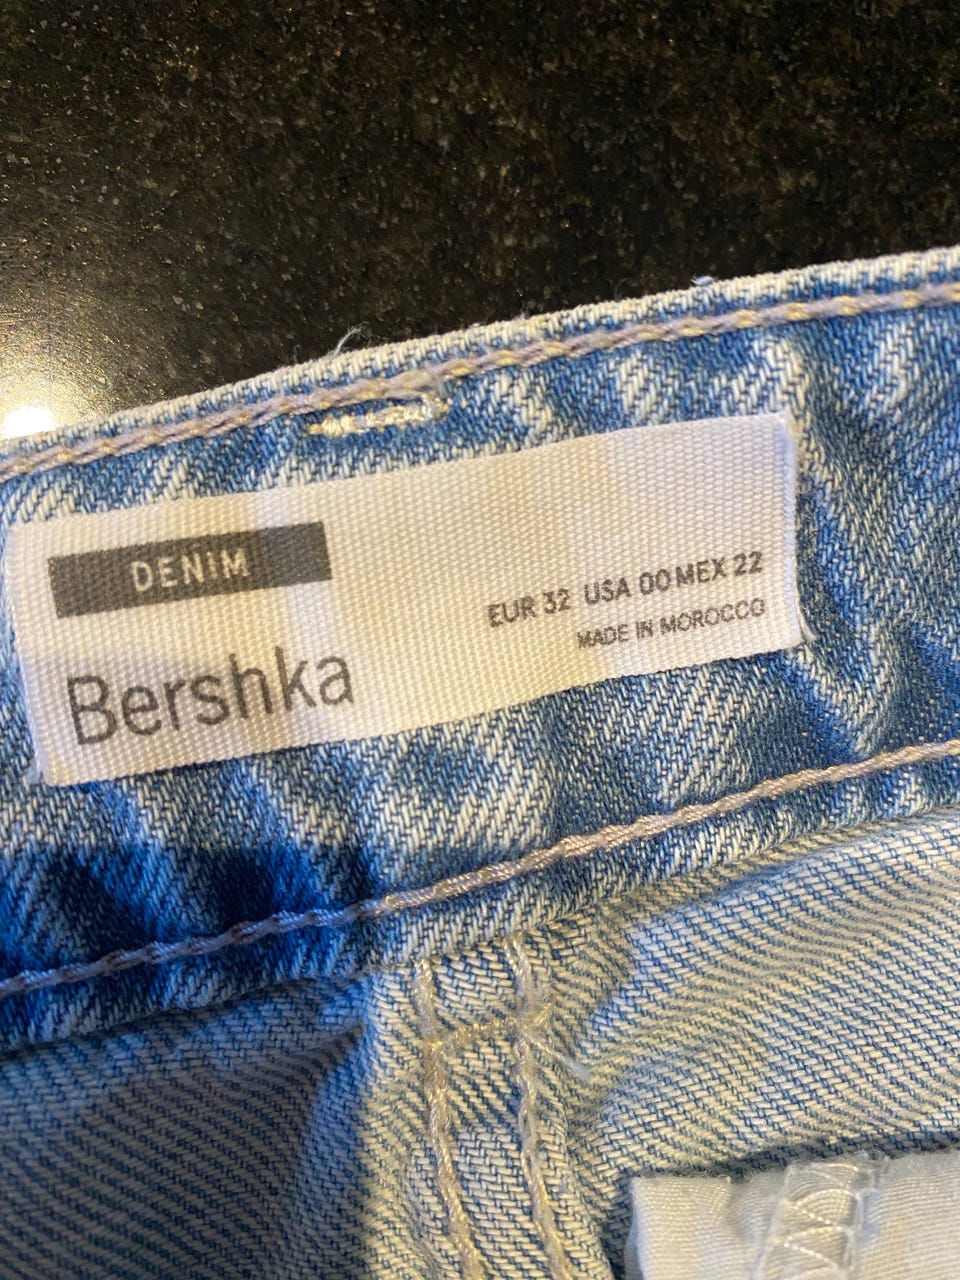 DENIM
Bershka
EUR 32 USA 00 MEX 22
MADE IN MOROCCO